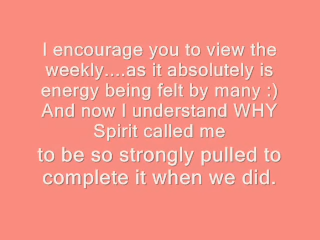 I encourage you to view the
weekly....as it absolutely is
energy being felt by many :)
And now I understand WHY
Spirit called me
to be so strongly pulled to
complete it when we did.